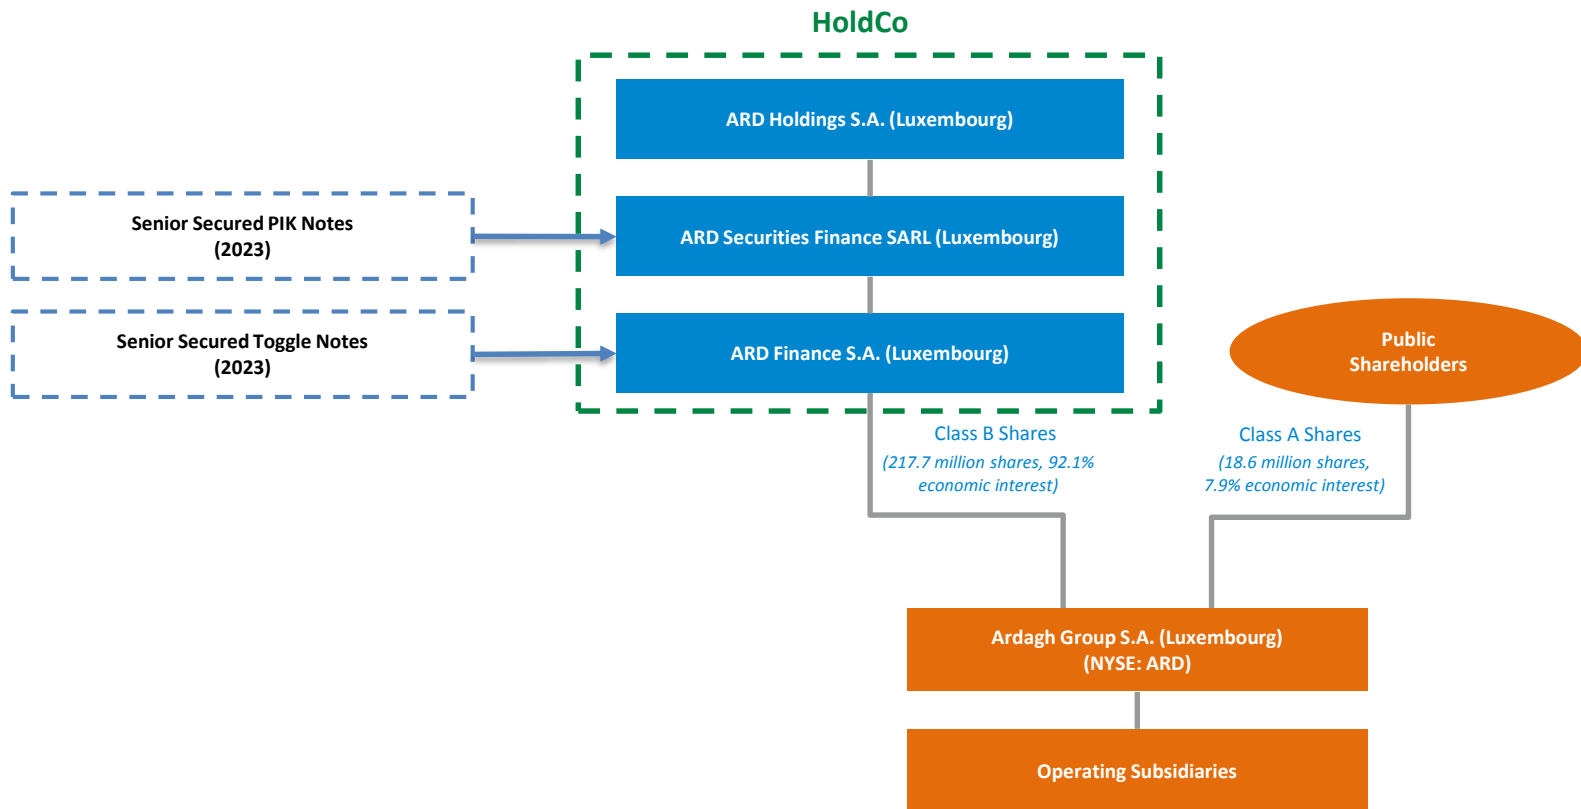 HoldCo
ARD Holdings S.A. (Luxembourg)
Senior Secured PIK Notes
(2023)
ARD Securities Finance SARL (Luxembourg)
Senior Secured Toggle Notes
(2023)
ARD Finance S.A. (Luxembourg)
Public
Shareholders
Class B Shares
(217.7 million shares, 92.1%
economic interest)
Class A Shares
(18.6 million shares,
7.9% economic interest)
Ardagh Group S.A. (Luxembourg)
(NYSE: ARD)
Operating Subsidiaries